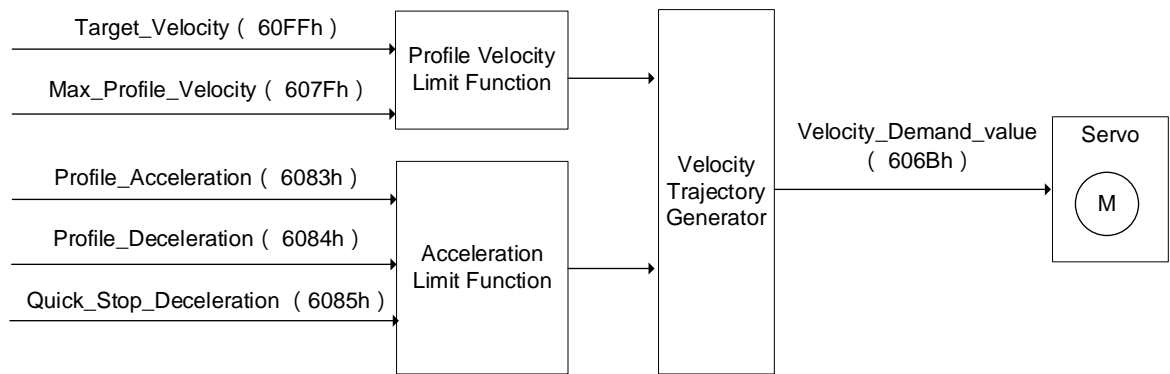 Target_Velocity ( 60FFh )
Max_Profile_Velocity ( 607Fh )
Profile Velocity
Limit Function
Profile_Acceleration ( 6083h )
Profile_Deceleration ( 6084h )
Quick_Stop_Deceleration ( 6085h )
Acceleration
Limit Function
Velocity
Trajectory
Generator
Velocity_Demand_value
( 606Bh )
Servo
M